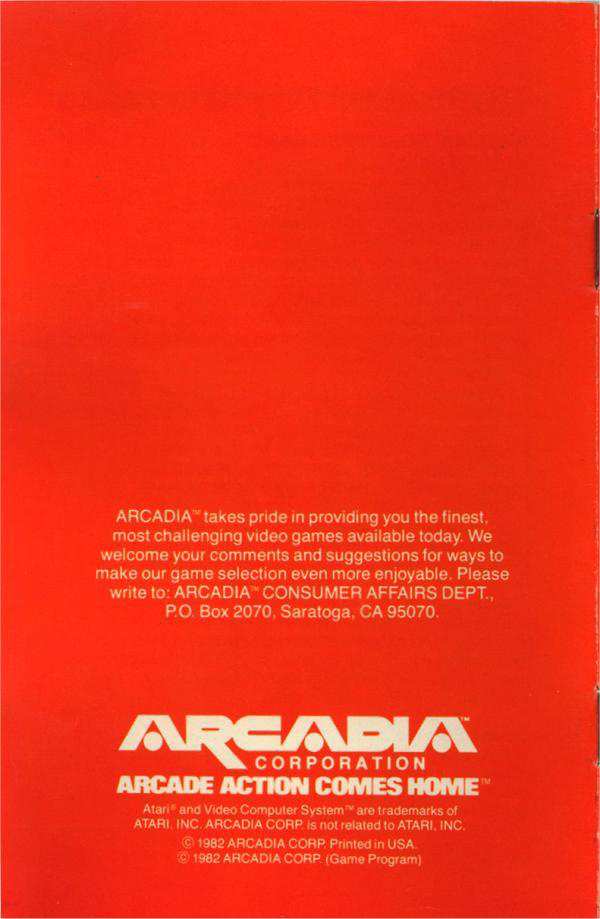 ARCADIA™ takes pride in providing you the finest,
most challenging video games available today. We
welcome your comments and suggestions for ways to
make our game selection even more enjoyable. Please
write to: ARCADIA™ CONSUMER AFFAIRS DEPT.,
P.O. Box 2070, Saratoga, CA 95070.
ARCADIA™
CORPORATION
ARCADE ACTION COMES HOME™
Atari® and Video Computer System™ are trademarks of
ATARI, INC. ARCADIA CORP. is not related to ATARI, INC.
© 1982 ARCADIA CORP. Printed in USA.
© 1982 ARCADIA CORP. (Game Program)